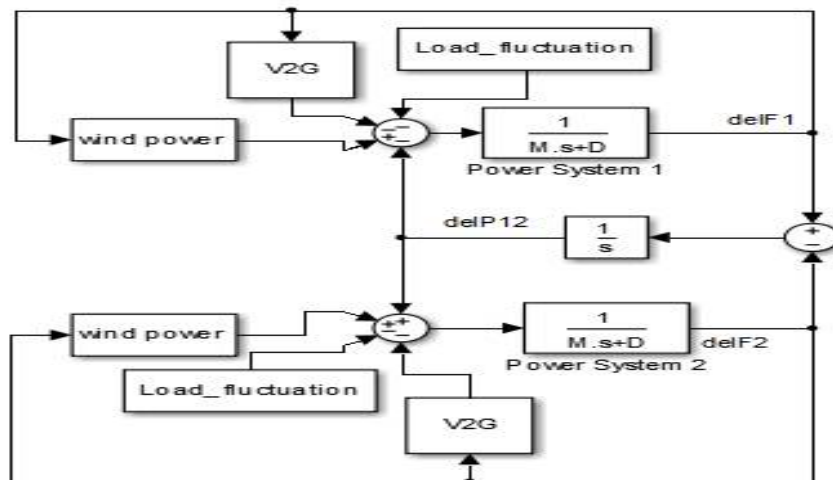 Load_fluctuation
V2G
wind power
1
M.s+D
delF1
Power System 1
delP12
1
s
wind power
1
M.s+D
delF2
Power System 2
Load_fluctuation
V2G